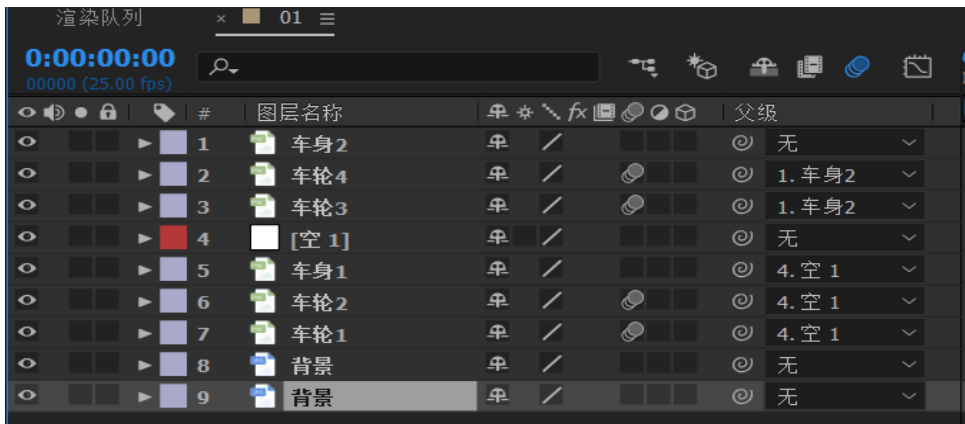 渲染队列 × 01
0:00:00:00
00000 (25.00 fps)
# 图层名称 父级
1 车身2 无
2 车轮4 1. 车身2
3 车轮3 1. 车身2
4 [空 1] 无
5 车身1 4. 空 1
6 车轮2 4. 空 1
7 车轮1 4. 空 1
8 背景 无
9 背景 无